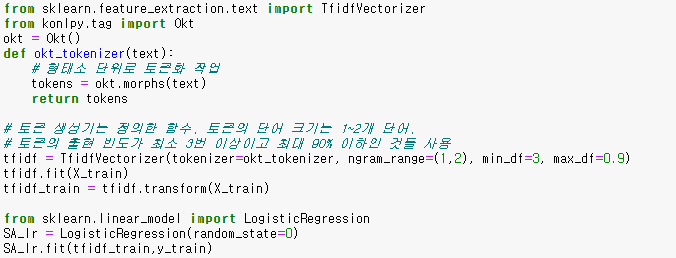 from sklearn.feature_extraction.text import TfidfVectorizer
from konlpy.tag import Okt
okt = Okt()
def okt_tokenizer(text):
    # 형태소 단위로 토큰화 작업
    tokens = okt.morphs(text)
    return tokens

# 토큰 생성기는 정의한 함수. 토큰의 단어 크기는 1~2개 단어.
# 토큰의 출현 빈도가 최소 3번 이상이고 최대 90% 이하인 것들 사용
tfidf = TfidfVectorizer(tokenizer=okt_tokenizer, ngram_range=(1,2), min_df=3, max_df=0.9)
tfidf.fit(X_train)
tfidf_train = tfidf.transform(X_train)

from sklearn.linear_model import LogisticRegression
SA_lr = LogisticRegression(random_state=0)
SA_lr.fit(tfidf_train,y_train)